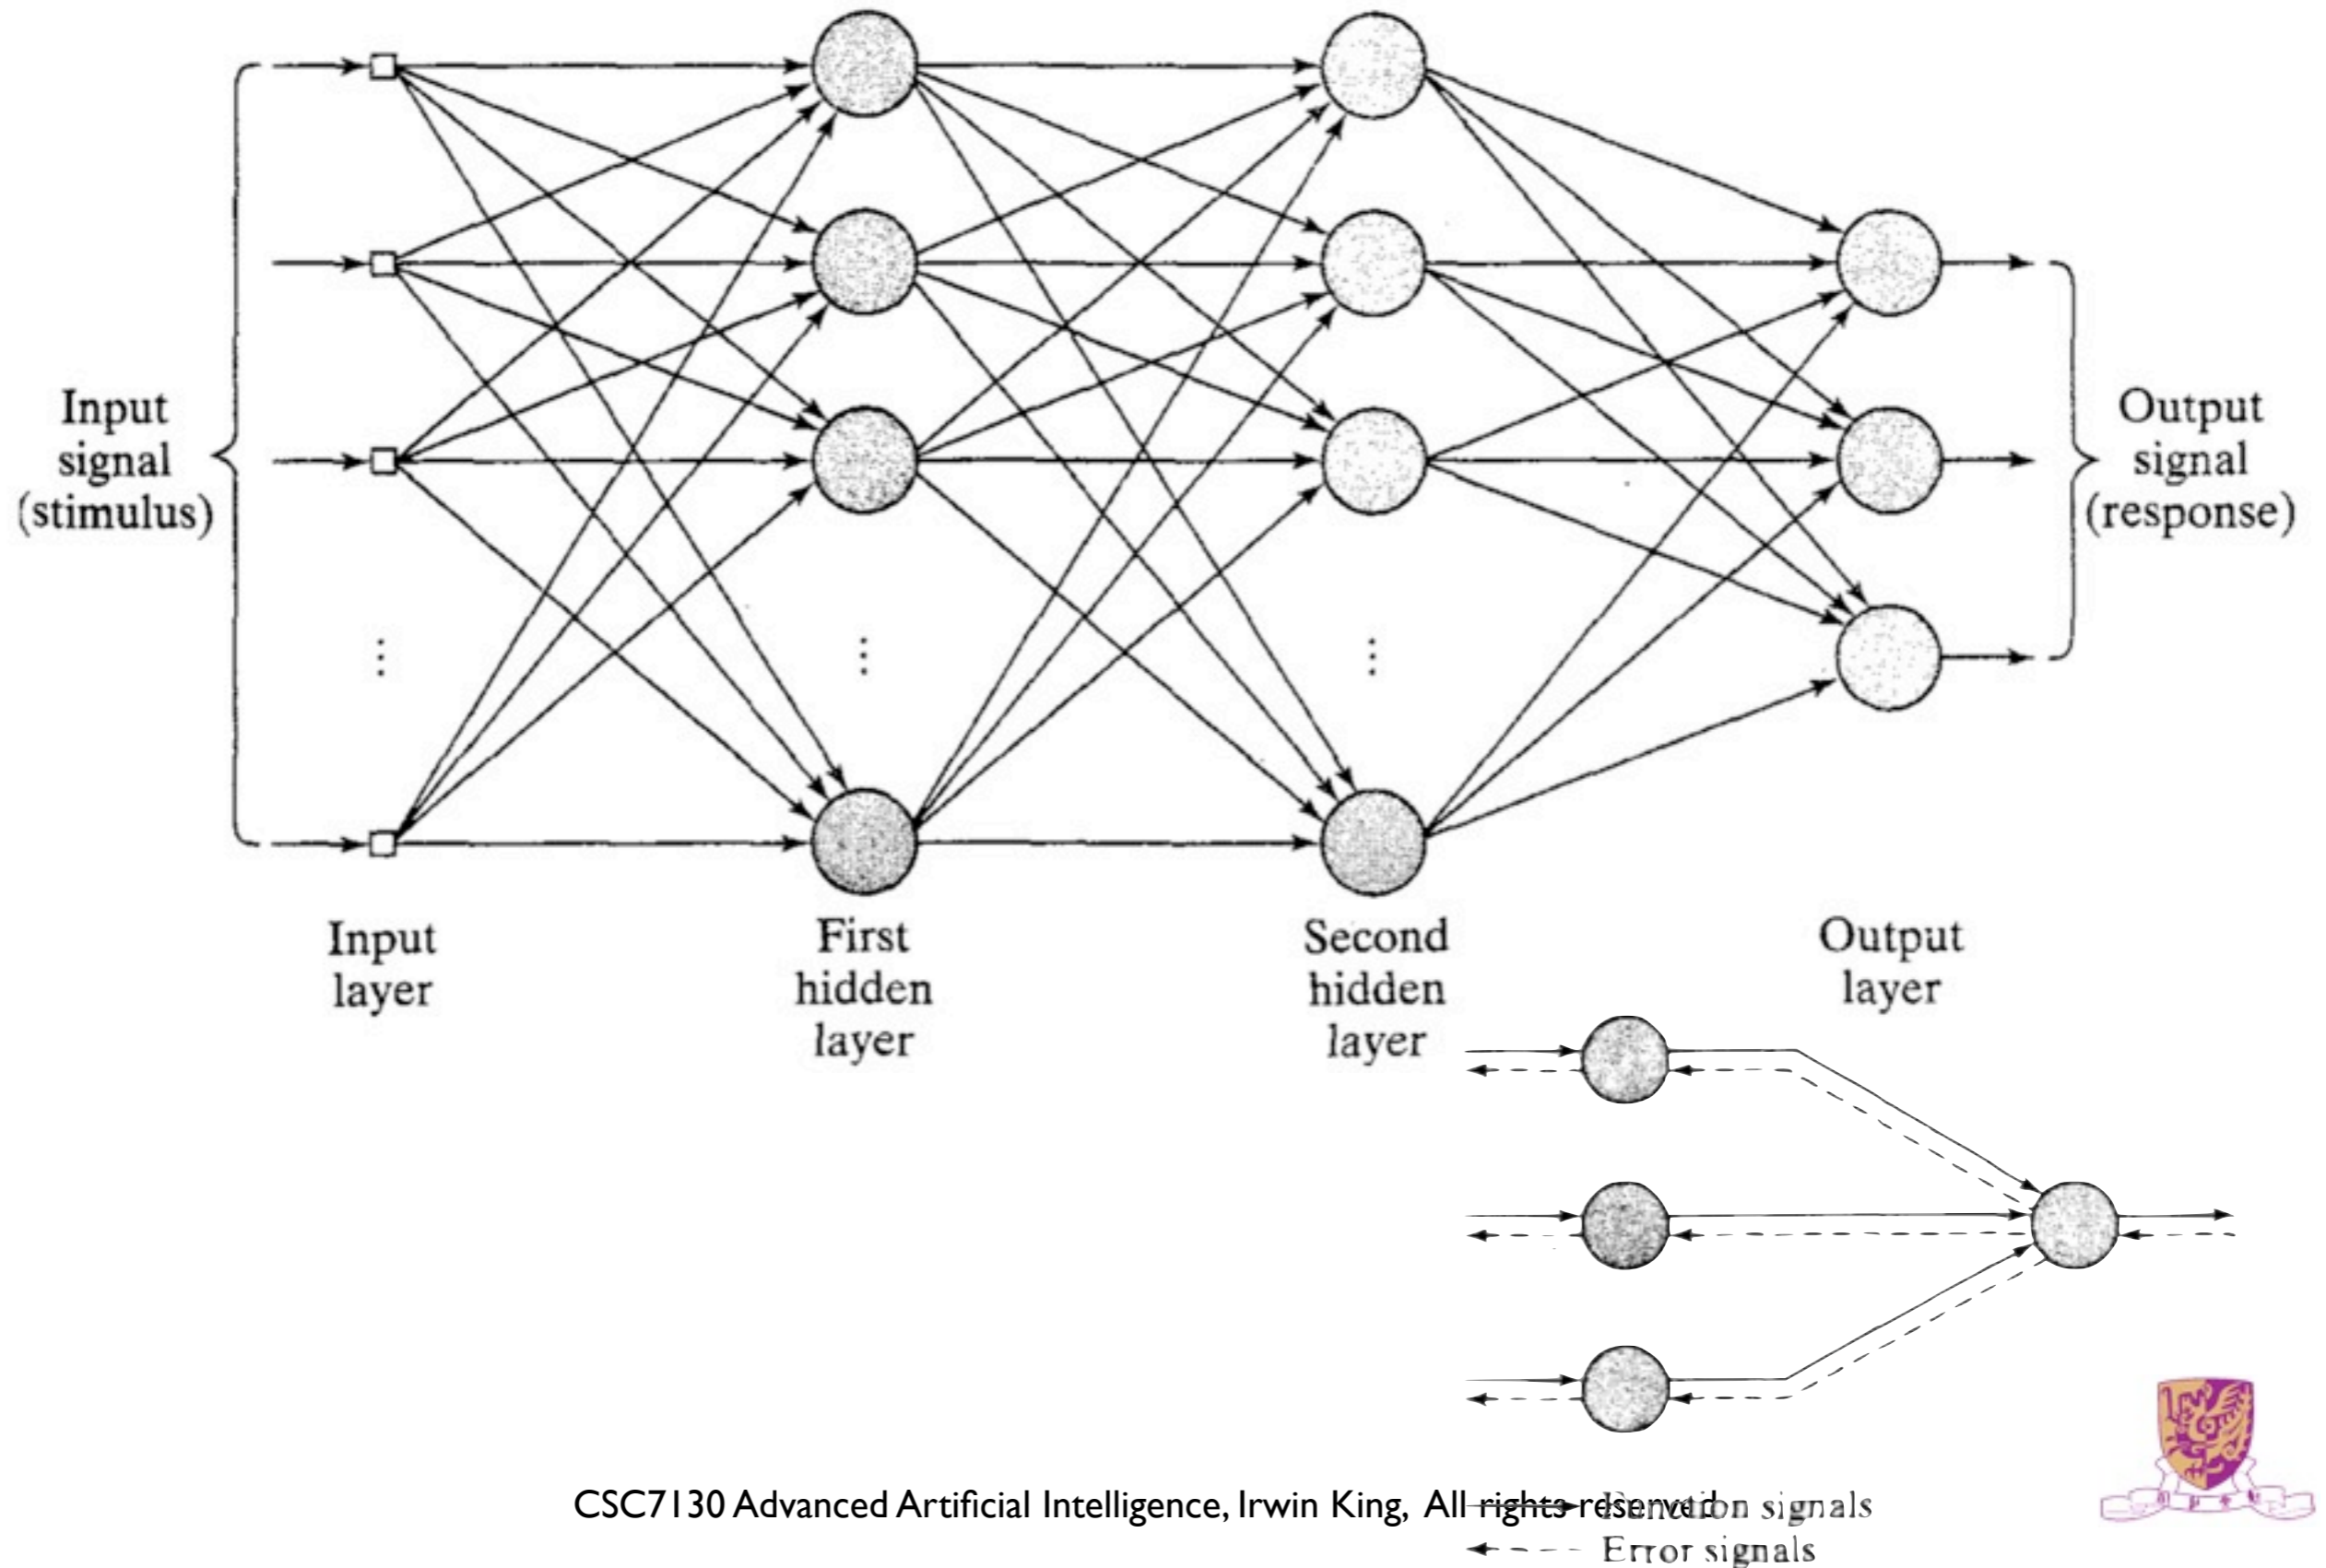 Input
signal
(stimulus)
Output
signal
(response)
Input
layer
First
hidden
layer
Second
hidden
layer
Output
layer
CSC7130 Advanced Artificial Intelligence, Irwin King, All rights reserved
Function signals
Error signals